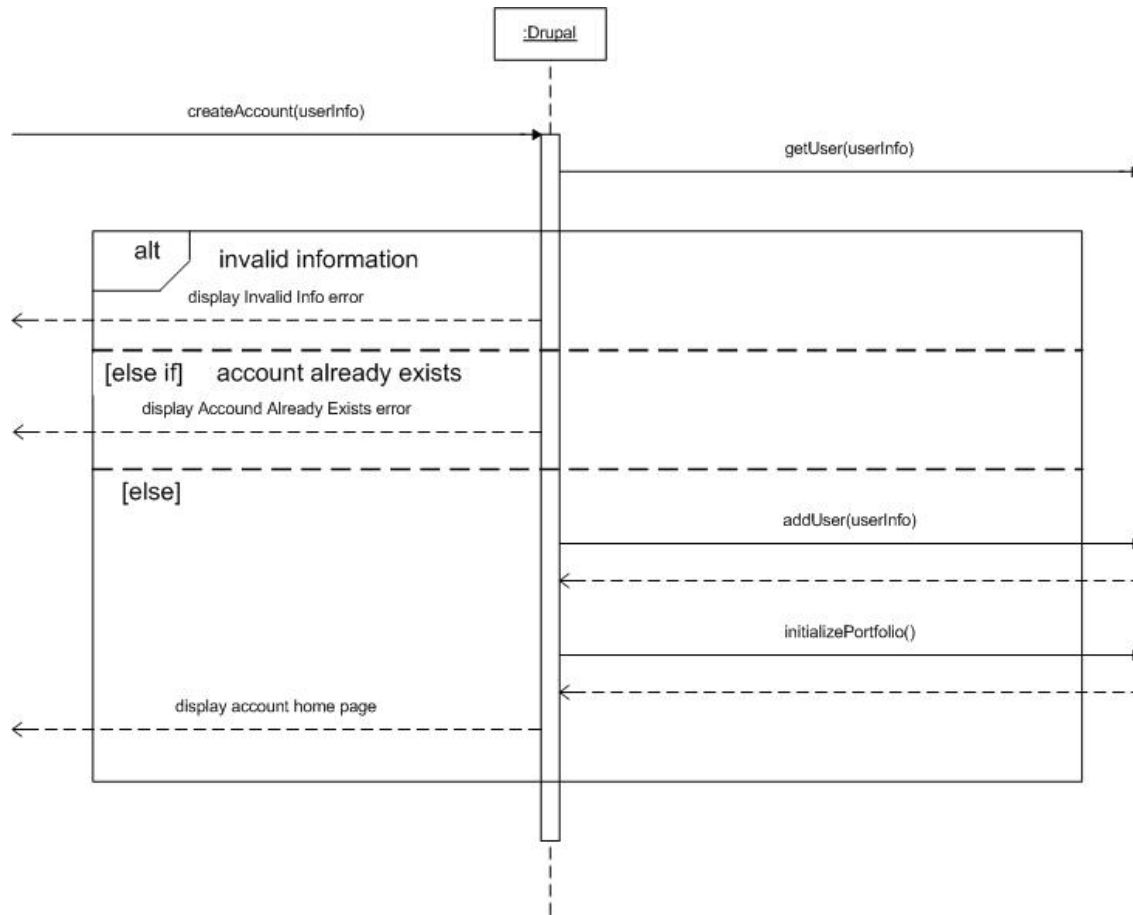 :Drupal
createAccount(userInfo)
getUser(userInfo)
alt
invalid information
display Invalid Info error
[else if] account already exists
display Accound Already Exists error
[else]
addUser(userInfo)
initializePortfolio()
display account home page